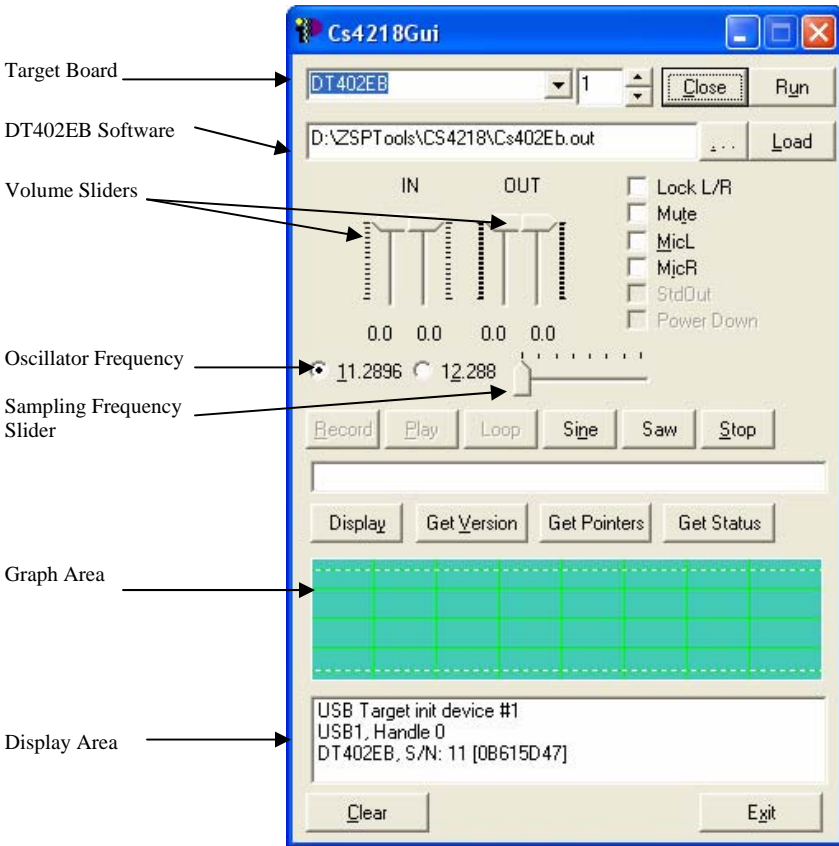 Cs4218Gui
Target Board
DT402EB 1 Close Run
DT402EB Software
D:\ZSPTools\CS4218\Cs402Eb.out ... Load
Volume Sliders
IN OUT
Lock L/R
Mute
MicL
MicR
StdOut
Power Down
0.0 0.0 0.0 0.0
Oscillator Frequency
11.2896 12.288
Sampling Frequency
Slider
Record Play Loop Sine Saw Stop
Display Get Version Get Pointers Get Status
Graph Area
Display Area
USB Target init device #1
USB1, Handle 0
DT402EB, S/N: 11 [0B615D47]
Clear Exit